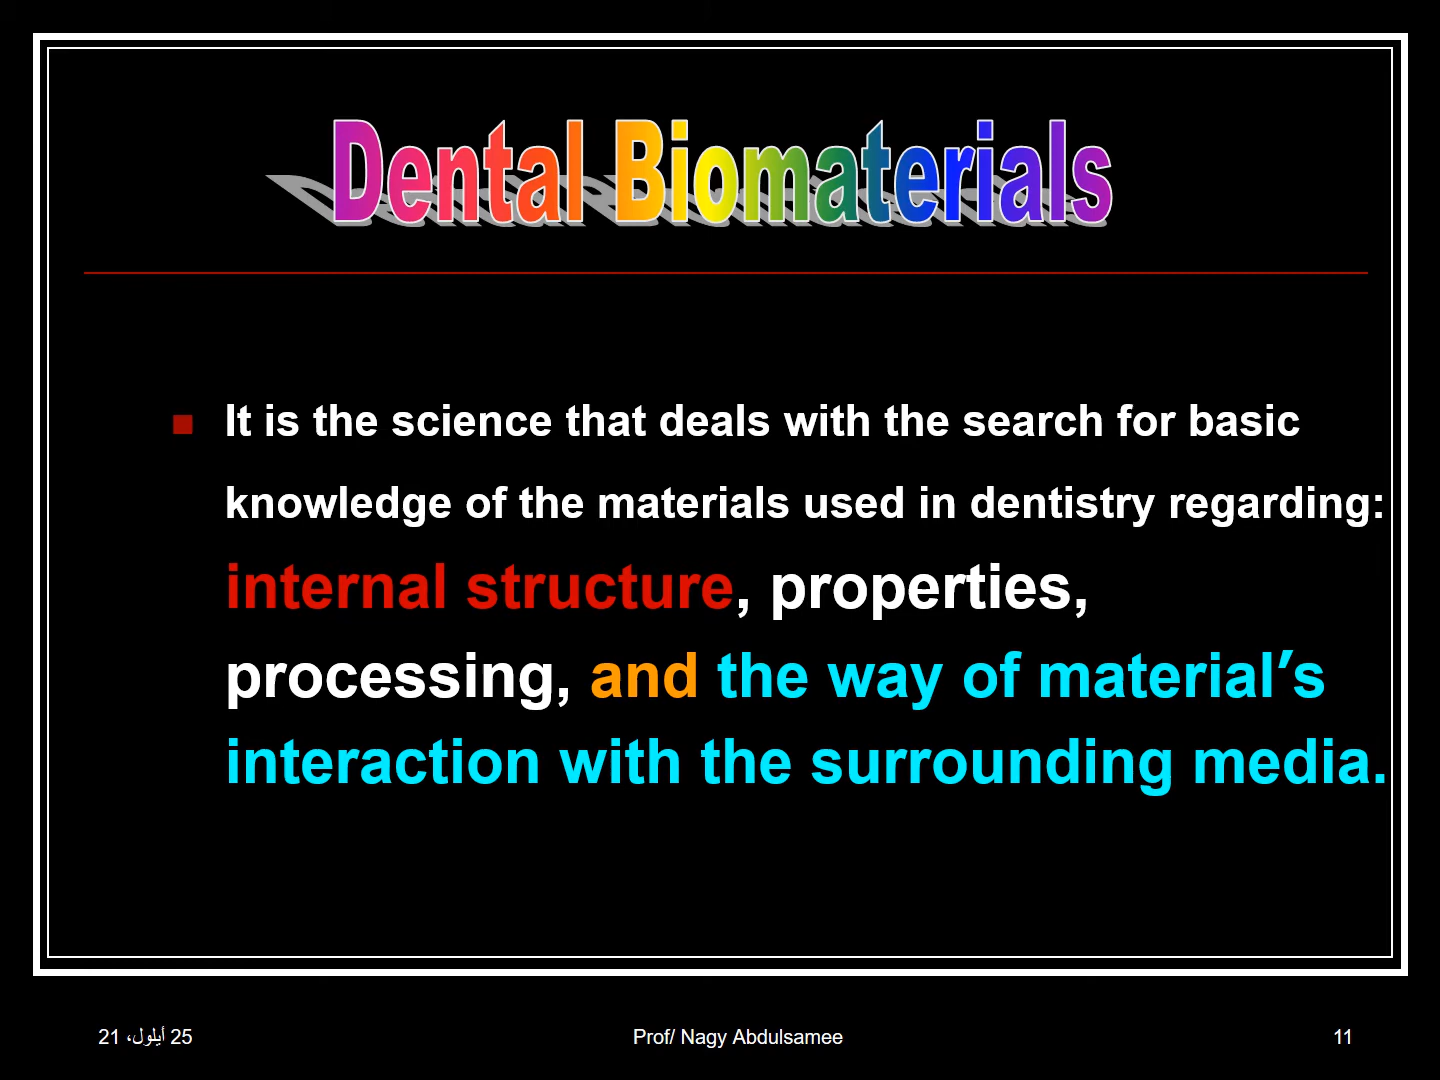 Dental Biomaterials
It is the science that deals with the search for basic
knowledge of the materials used in dentistry regarding:
internal structure, properties,
processing, and the way of material’s
interaction with the surrounding media.
25 أيلول، 21
Prof/ Nagy Abdulsamee
11